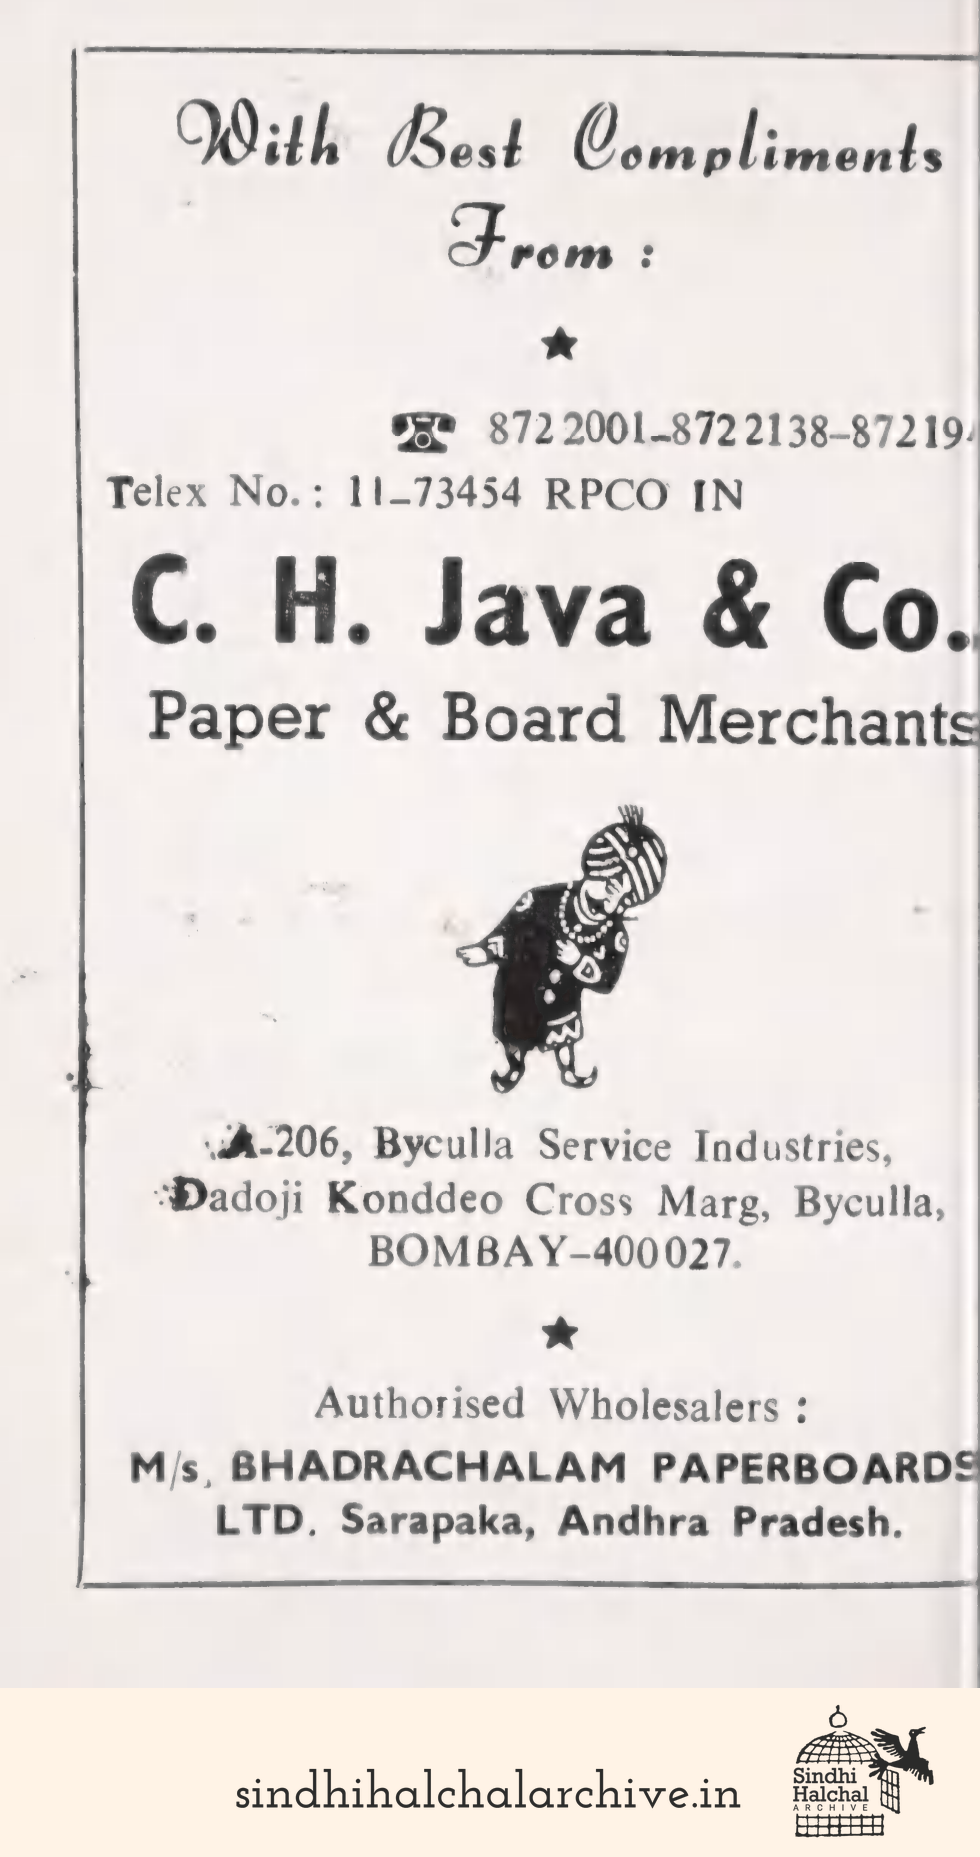 With Best Compliments
From :
872 2001–872 2138–
Telex No. : 11–73454 RPCO IN
C. H. Java & Co.
Paper & Board Merchants
A-206, Byculla Service Industries,
Dadoji Konddeo Cross Marg, Byculla,
BOMBAY–400 027.
Authorised Wholesalers :
M/s. BHADRACHALAM PAPERBOARDS
LTD. Sarapaka, Andhra Pradesh.
sindhihalchalarchive.in
Sindhi
Halchal
ARCHIVE